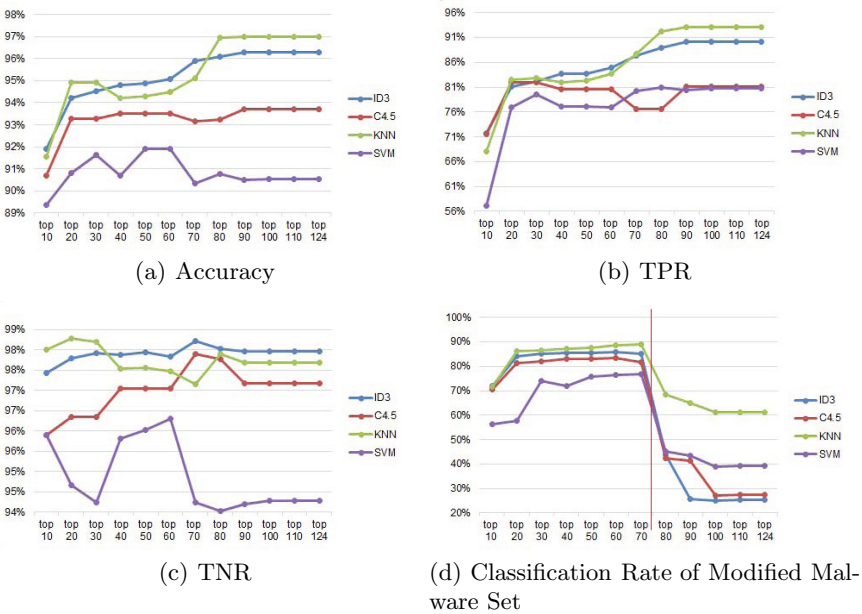 98%
97%
96%
95%
94%
93%
92%
91%
90%
89%
top 10 top 20 top 30 top 40 top 50 top 60 top 70 top 80 top 90 top 100 top 110 top 124
ID3
C4.5
KNN
SVM
(a) Accuracy
96%
91%
86%
81%
76%
71%
66%
61%
56%
top 10 top 20 top 30 top 40 top 50 top 60 top 70 top 80 top 90 top 100 top 110 top 124
ID3
C4.5
KNN
SVM
(b) TPR
99%
98%
98%
97%
97%
96%
96%
95%
95%
94%
top 10 top 20 top 30 top 40 top 50 top 60 top 70 top 80 top 90 top 100 top 110 top 124
ID3
C4.5
KNN
SVM
(c) TNR
100%
90%
80%
70%
60%
50%
40%
30%
20%
top 10 top 20 top 30 top 40 top 50 top 60 top 70 top 80 top 90 top 100 top 110 top 124
ID3
C4.5
KNN
SVM
(d) Classification Rate of Modified Mal-
ware Set